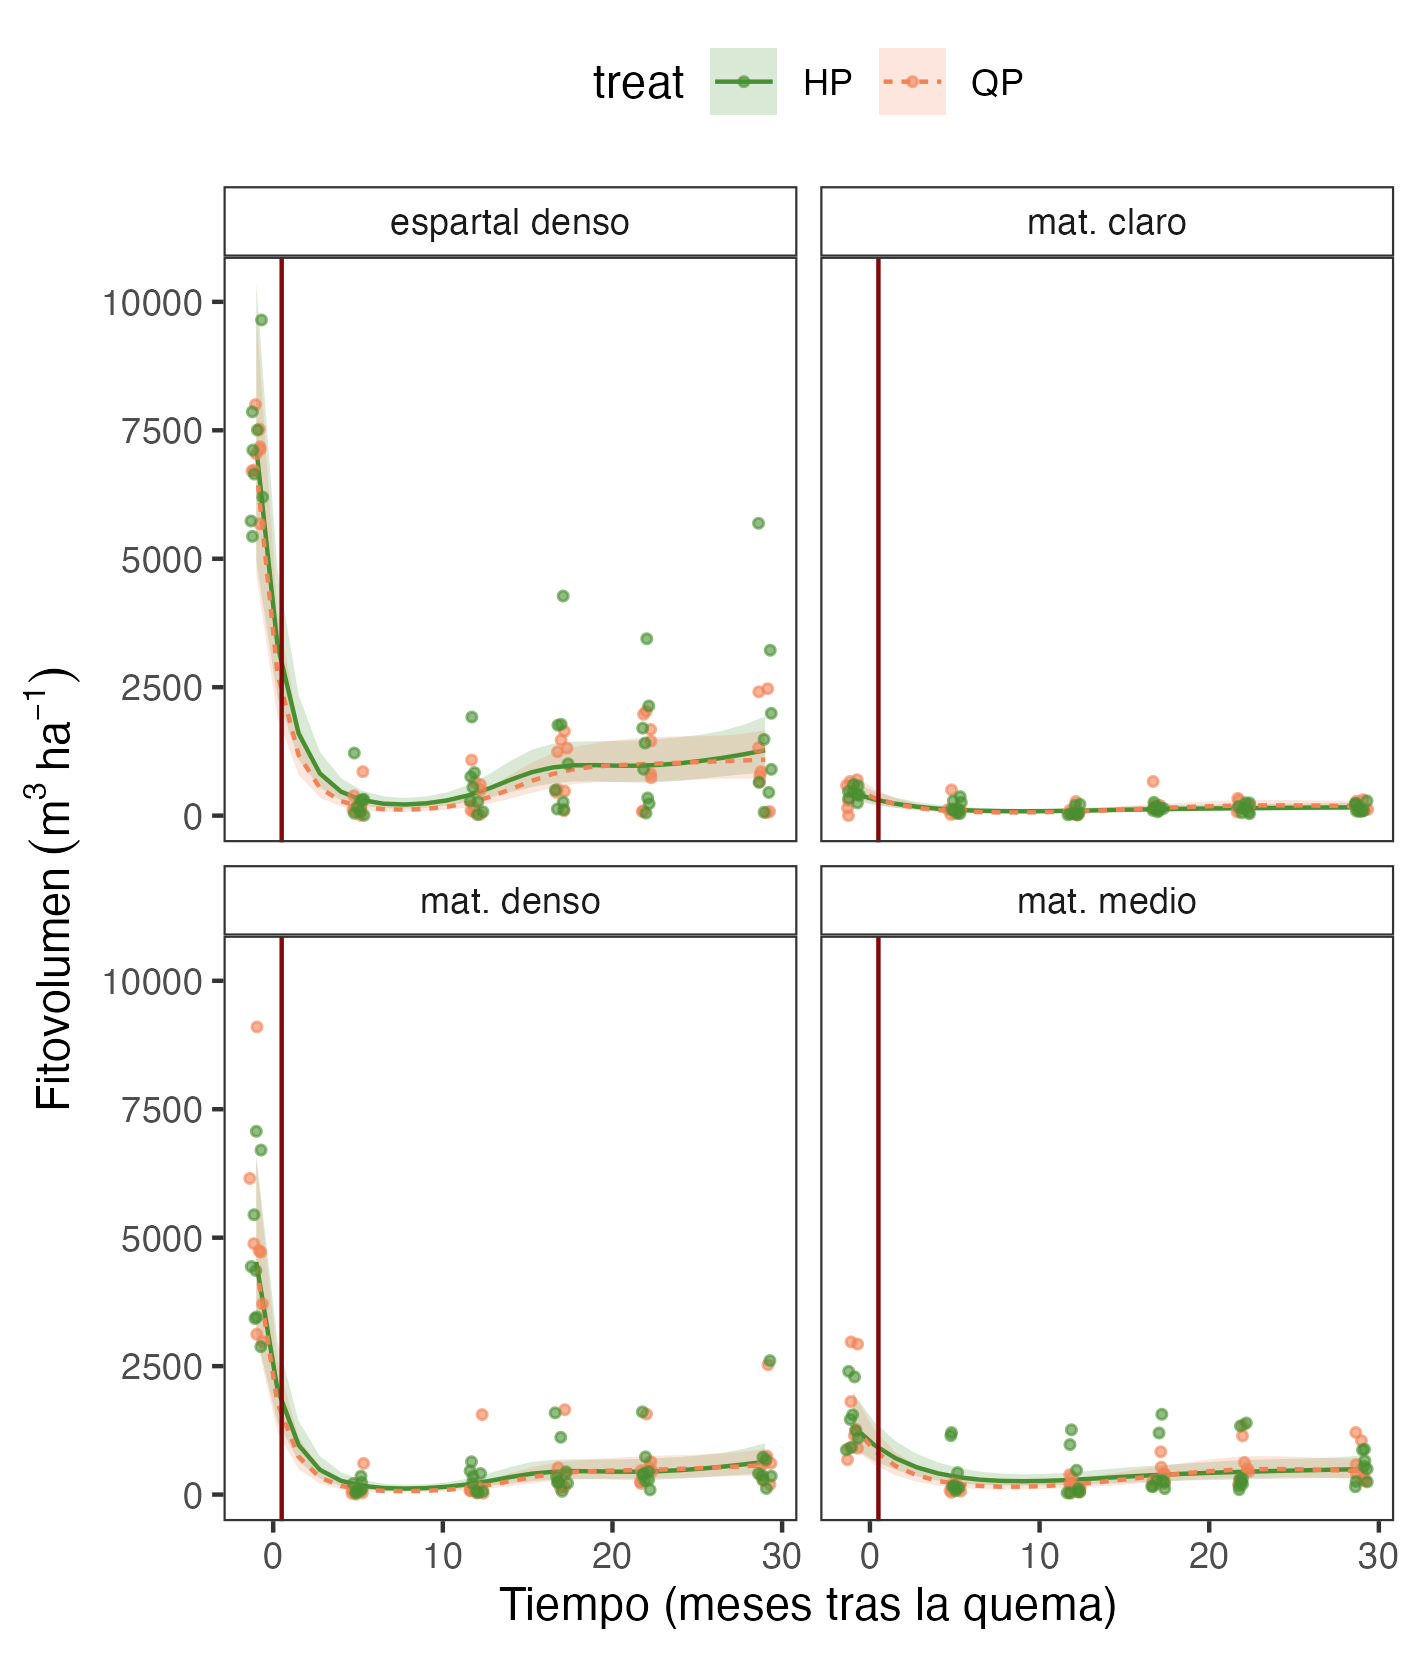 treat HP QP
espartal denso mat. claro
10000
7500
5000
2500
0
mat. denso mat. medio
10000
7500
5000
2500
0
0 10 20 30 0 10 20 30
Tiempo (meses tras la quema)
Fitovolumen (m³ ha⁻¹)